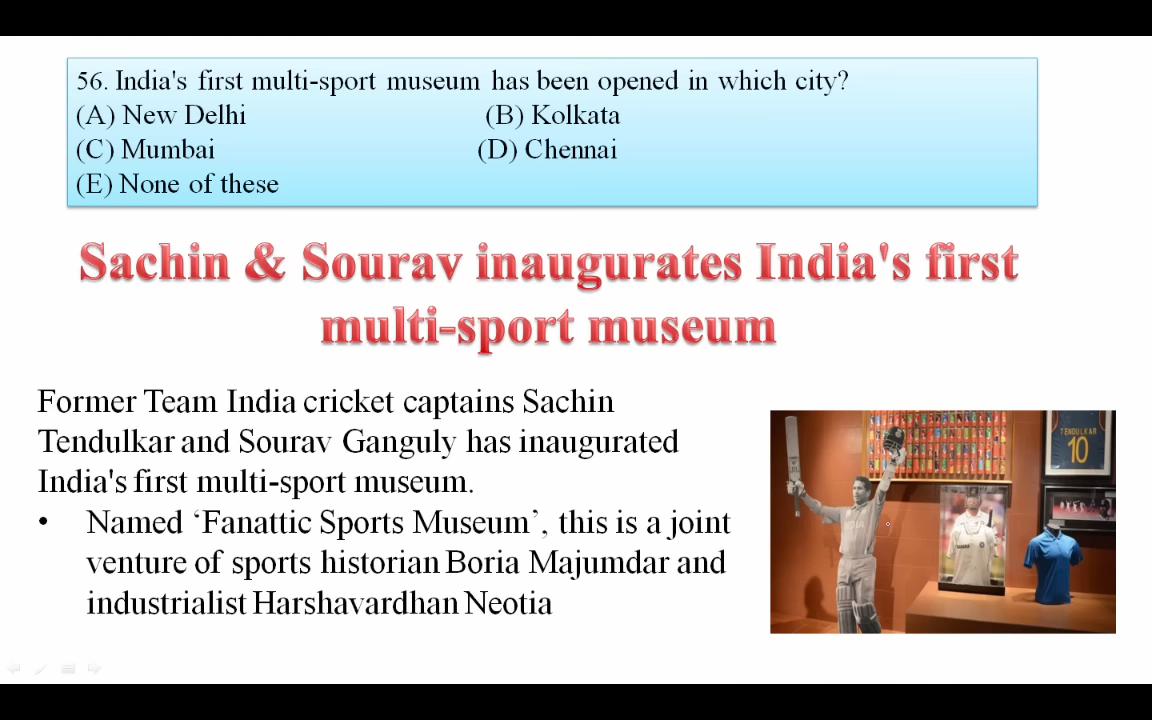 56. India's first multi-sport museum has been opened in which city?
(A) New Delhi (B) Kolkata
(C) Mumbai (D) Chennai
(E) None of these
Sachin & Sourav inaugurates India's first
multi-sport museum
Former Team India cricket captains Sachin
Tendulkar and Sourav Ganguly has inaugurated
India's first multi-sport museum.
• Named ‘Fanattic Sports Museum’, this is a joint
venture of sports historian Boria Majumdar and
industrialist Harshavardhan Neotia
TENDULKAR
10
INDIA
SAHARA